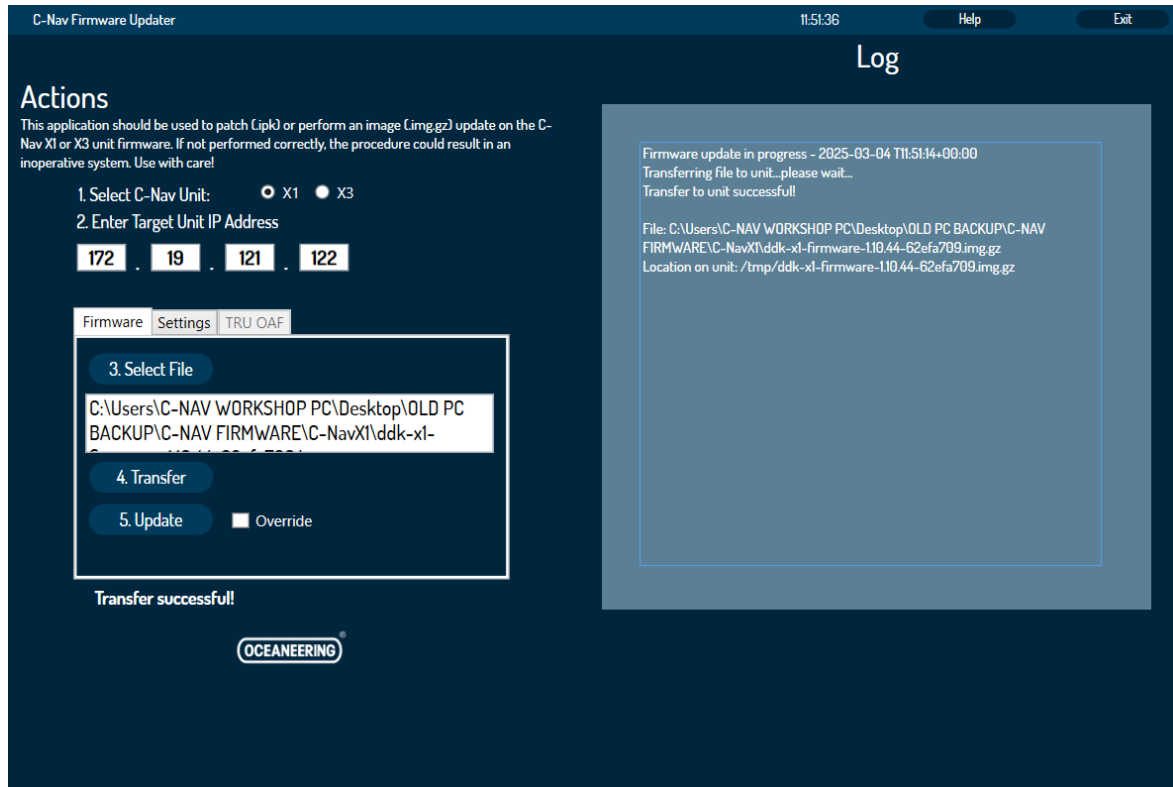 C-Nav Firmware Updater
11:51:36
Help
Exit
Log
Actions
This application should be used to patch (.ipk) or perform an image (.img.gz) update on the C-
Nav X1 or X3 unit firmware. If not performed correctly, the procedure could result in an
inoperative system. Use with care!
1. Select C-Nav Unit:
X1
X3
2. Enter Target Unit IP Address
172 . 19 . 121 . 122
Firmware
Settings
TRU OAF
3. Select File
C:\Users\C-NAV WORKSHOP PC\Desktop\OLD PC
BACKUP\C-NAV FIRMWARE\C-NavX1\ddk-x1-
4. Transfer
5. Update
Override
Transfer successful!
OCEANEERING®
Firmware update in progress - 2025-03-04 T11:51:14+00:00
Transferring file to unit...please wait...
Transfer to unit successful!
File: C:\Users\C-NAV WORKSHOP PC\Desktop\OLD PC BACKUP\C-NAV
FIRMWARE\C-NavX1\ddk-x1-firmware-1.10.44-62efa709.img.gz
Location on unit: /tmp/ddk-x1-firmware-1.10.44-62efa709.img.gz